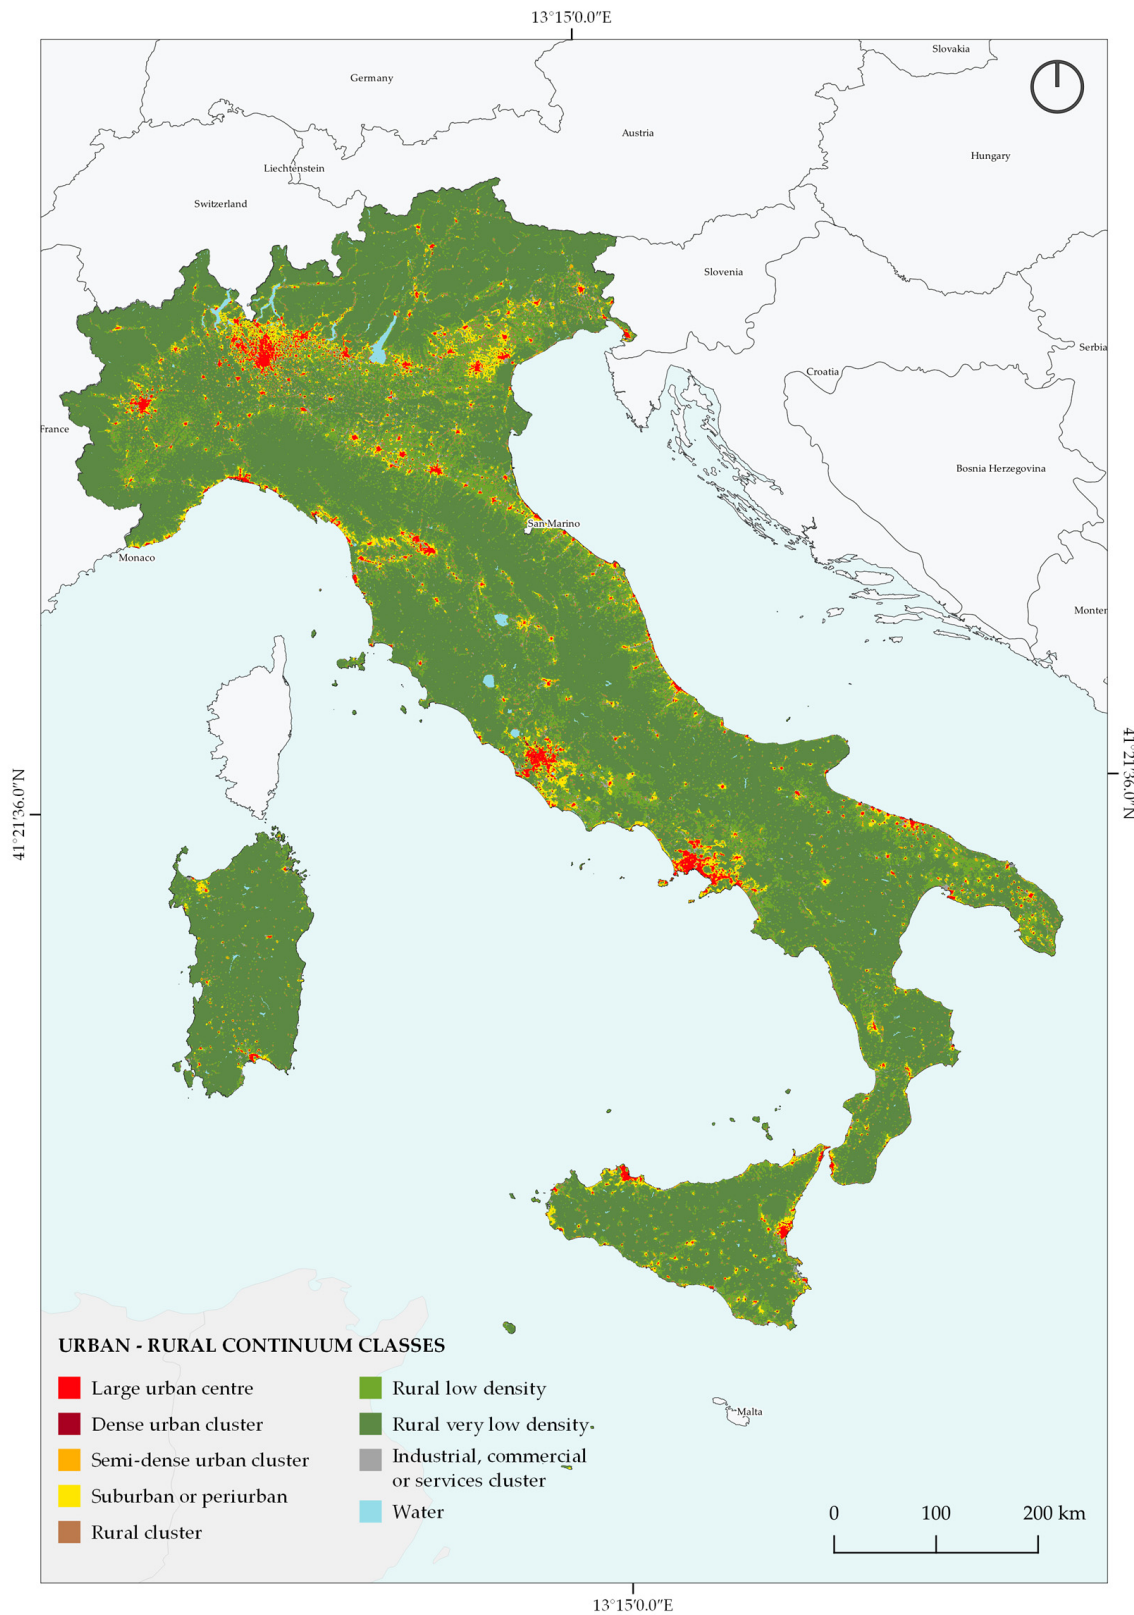 13°15'0.0"E
Slovakia
Germany
Austria
Hungary
Liechtenstein
Switzerland
Slovenia
Serbia
Croatia
France
Bosnia Herzegovina
San Marino
Monaco
Monter
41°21'36.0"N
41°21'36.0"N
URBAN - RURAL CONTINUUM CLASSES
Large urban centre
Dense urban cluster
Semi-dense urban cluster
Suburban or periurban
Rural cluster
Rural low density
Rural very low density
Industrial, commercial
or services cluster
Water
Malta
0 100 200 km
13°15'0.0"E